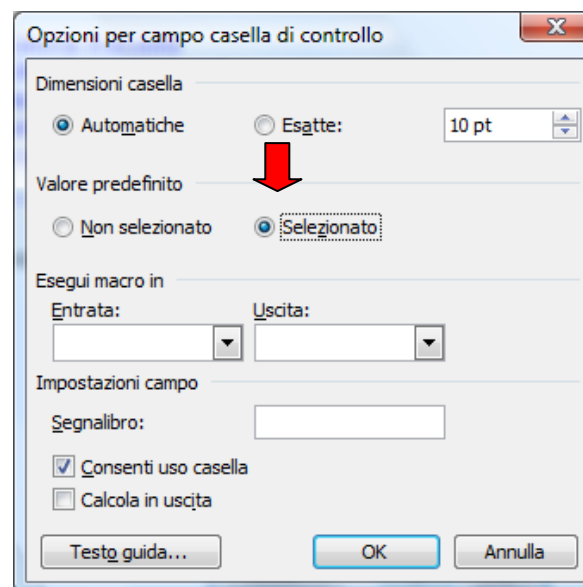 Opzioni per campo casella di controllo
Dimensioni casella
Automatiche Esatte: 10 pt
Valore predefinito
Non selezionato Selezionato
Esegui macro in
Entrata: Uscita:
Impostazioni campo
Segnalibro:
Consenti uso casella
Calcola in uscita
Testo guida... OK Annulla